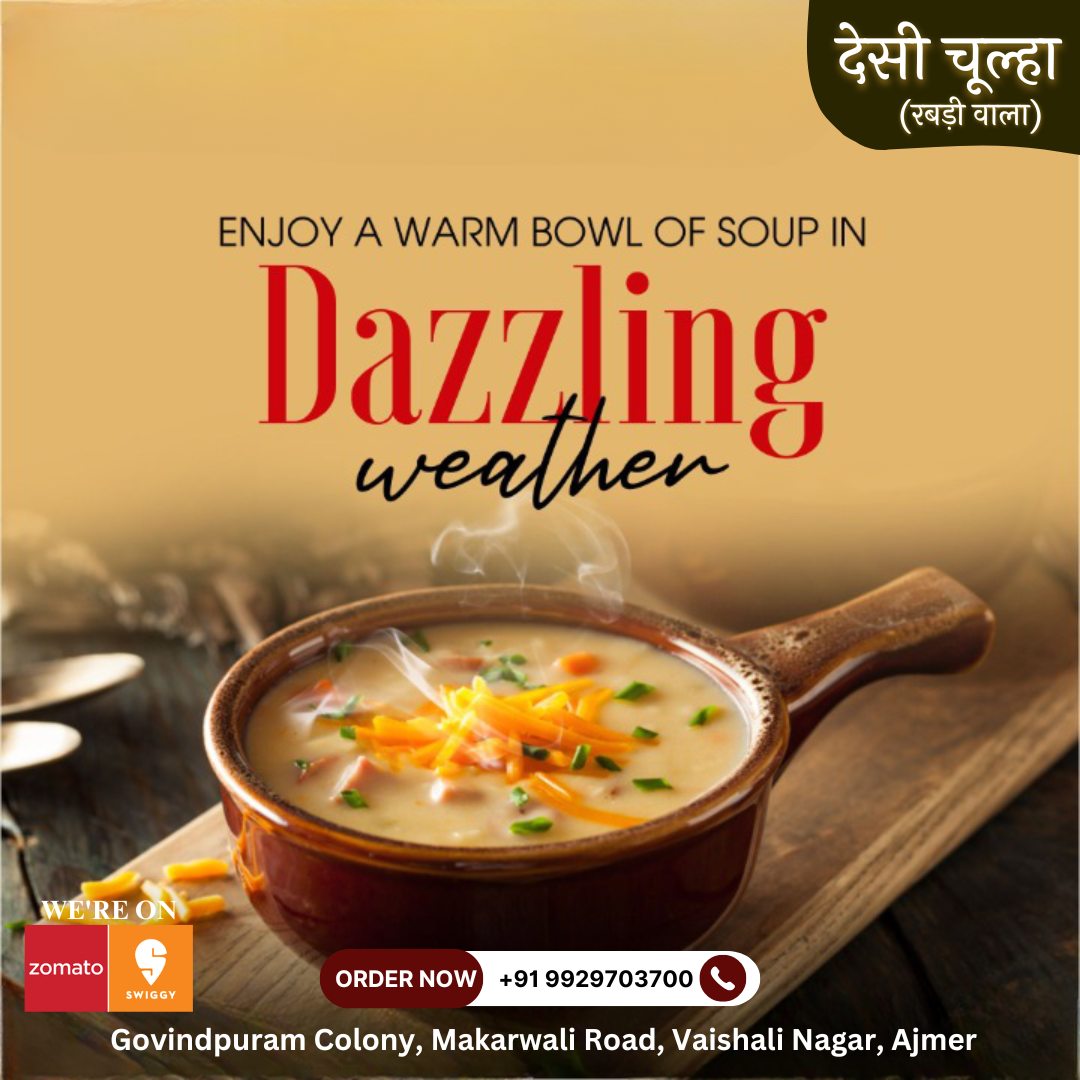 देसी चूल्हा
(रबड़ी वाला)
ENJOY A WARM BOWL OF SOUP IN
Dazzling
weather
WE'RE ON
zomato
SWIGGY
ORDER NOW +91 9929703700
Govindpuram Colony, Makarwali Road, Vaishali Nagar, Ajmer